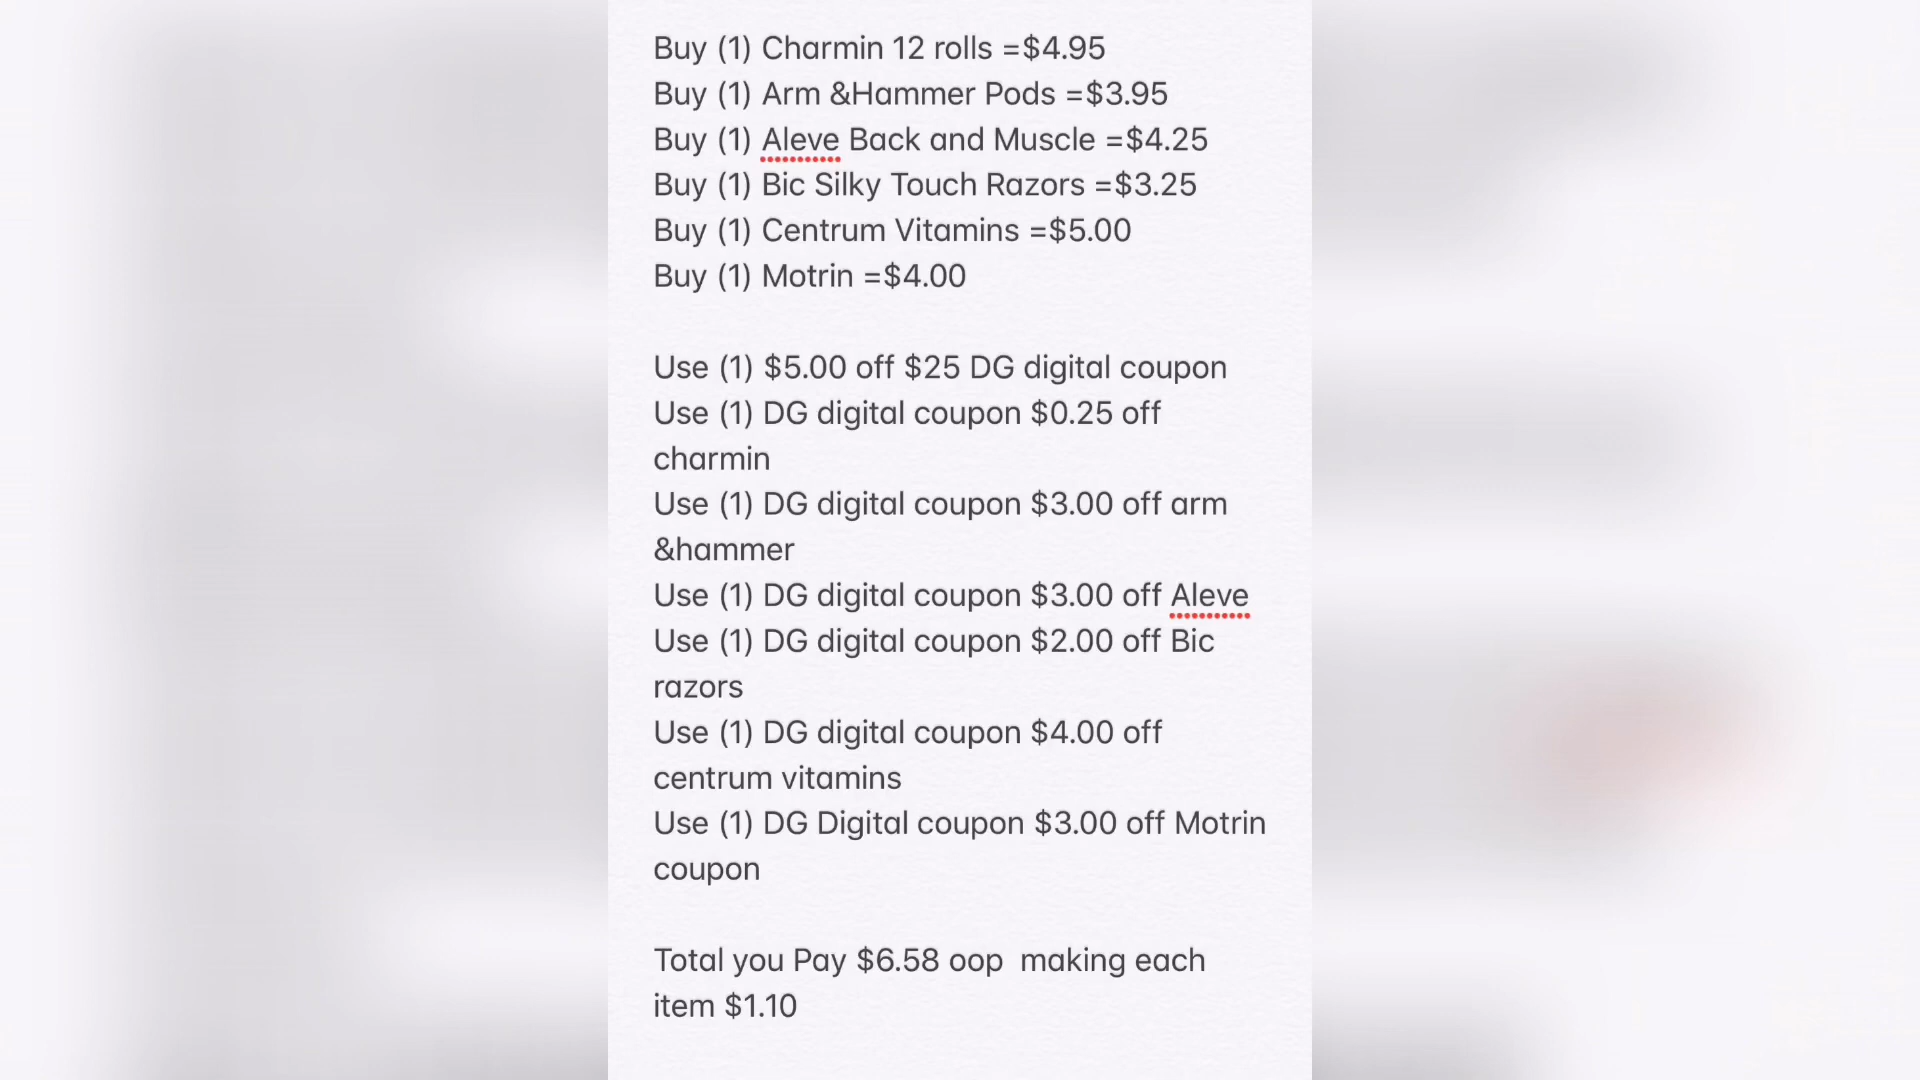 Buy (1) Charmin 12 rolls =$4.95
Buy (1) Arm &Hammer Pods =$3.95
Buy (1) Aleve Back and Muscle =$4.25
Buy (1) Bic Silky Touch Razors =$3.25
Buy (1) Centrum Vitamins =$5.00
Buy (1) Motrin =$4.00
Use (1) $5.00 off $25 DG digital coupon
Use (1) DG digital coupon $0.25 off
charmin
Use (1) DG digital coupon $3.00 off arm
&hammer
Use (1) DG digital coupon $3.00 off Aleve
Use (1) DG digital coupon $2.00 off Bic
razors
Use (1) DG digital coupon $4.00 off
centrum vitamins
Use (1) DG Digital coupon $3.00 off Motrin
coupon
Total you Pay $6.58 oop  making each
item $1.10